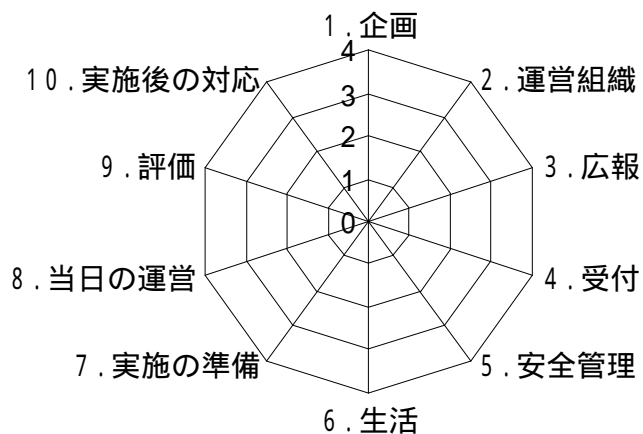 1.企画
2.運営組織
3.広報
4.受付
5.安全管理
6.生活
7.実施の準備
8.当日の運営
9.評価
10.実施後の対応
4
3
2
1
0